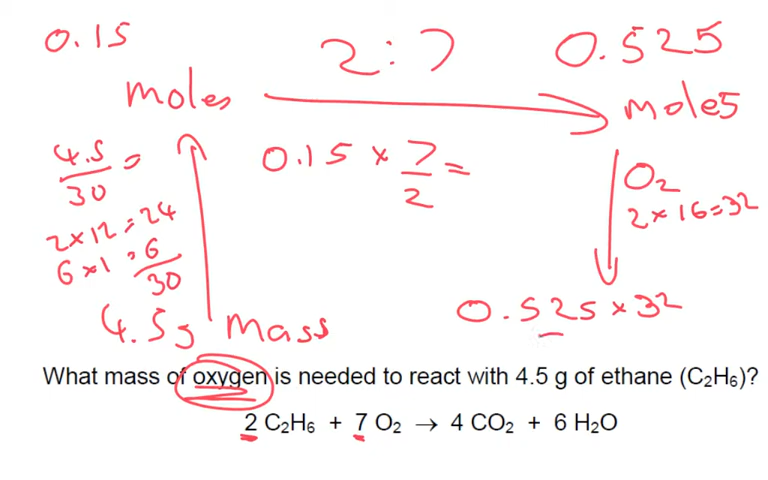 0.15
2:7
0.525
moles
moles
4.5/30 =
0.15 × 7/2 =
O₂
2×16=32
2×12=24
6×1=6
30
4.5g mass
0.525×32
What mass of oxygen is needed to react with 4.5 g of ethane (C₂H₆)?
2 C₂H₆ + 7 O₂ → 4 CO₂ + 6 H₂O